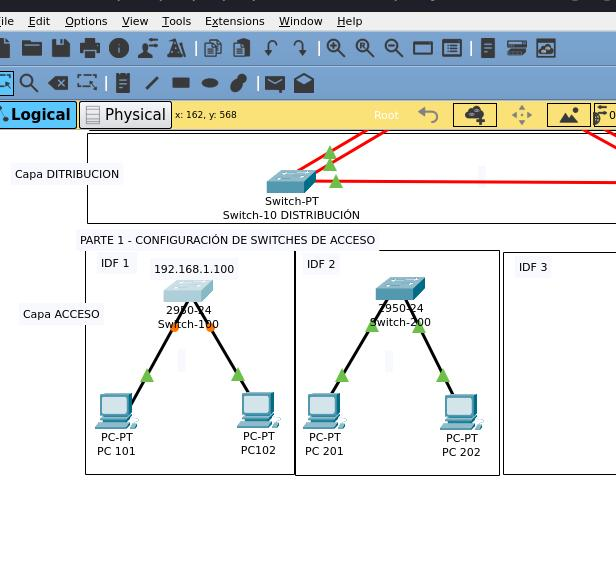 ile Edit Options View Tools Extensions Window Help
Logical Physical x: 162, y: 568 Root
Capa DITRIBUCION
Switch-PT
Switch-10 DISTRIBUCIÓN
PARTE 1 - CONFIGURACIÓN DE SWITCHES DE ACCESO
IDF 1
192.168.1.100
IDF 2
IDF 3
Capa ACCESO
2950-24
Switch-100
2950-24
Switch-200
PC-PT
PC 101
PC-PT
PC102
PC-PT
PC 201
PC-PT
PC 202